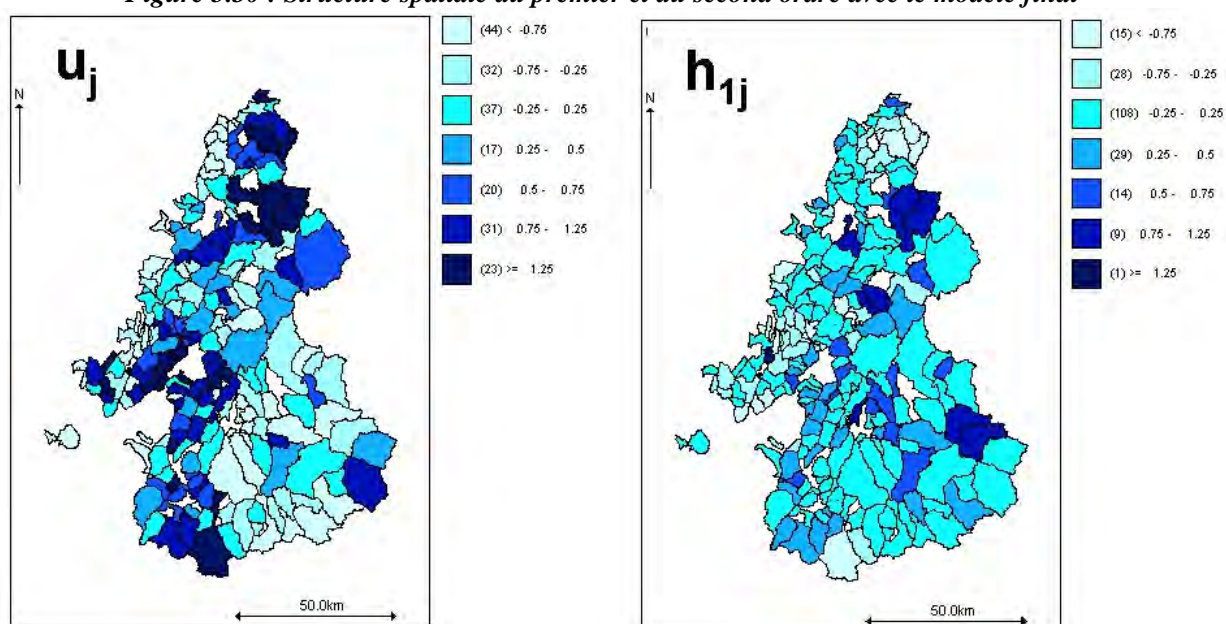 Figure 5.30 : Structure spatiale du premier et du second ordre avec le modèle final
uj
N
50.0km
(44) < -0.75
(32) -0.75 - -0.25
(37) -0.25 - 0.25
(17) 0.25 - 0.5
(20) 0.5 - 0.75
(31) 0.75 - 1.25
(23) >= 1.25
h1j
N
50.0km
(15) < -0.75
(28) -0.75 - -0.25
(108) -0.25 - 0.25
(29) 0.25 - 0.5
(14) 0.5 - 0.75
(9) 0.75 - 1.25
(1) >= 1.25